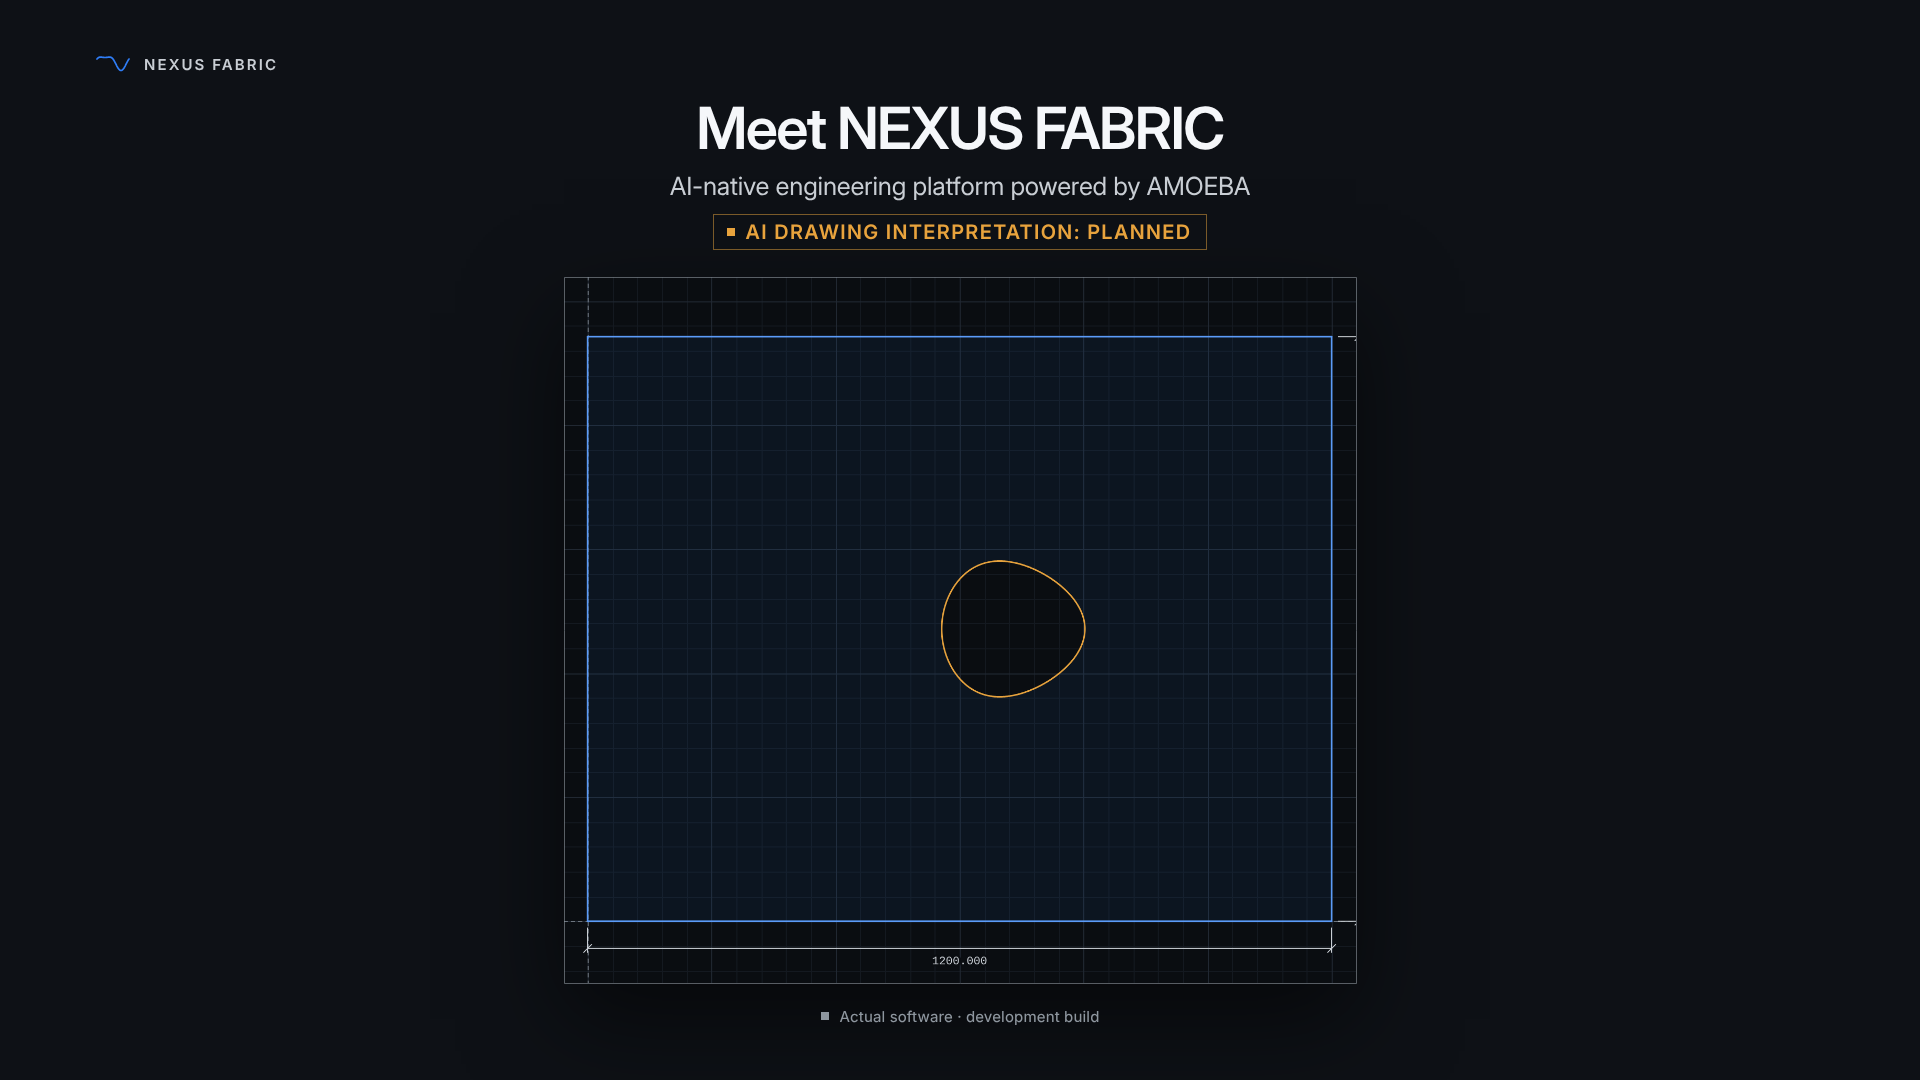 NEXUS FABRIC
Meet NEXUS FABRIC
AI-native engineering platform powered by AMOEBA
AI DRAWING INTERPRETATION: PLANNED
1200.000
Actual software · development build